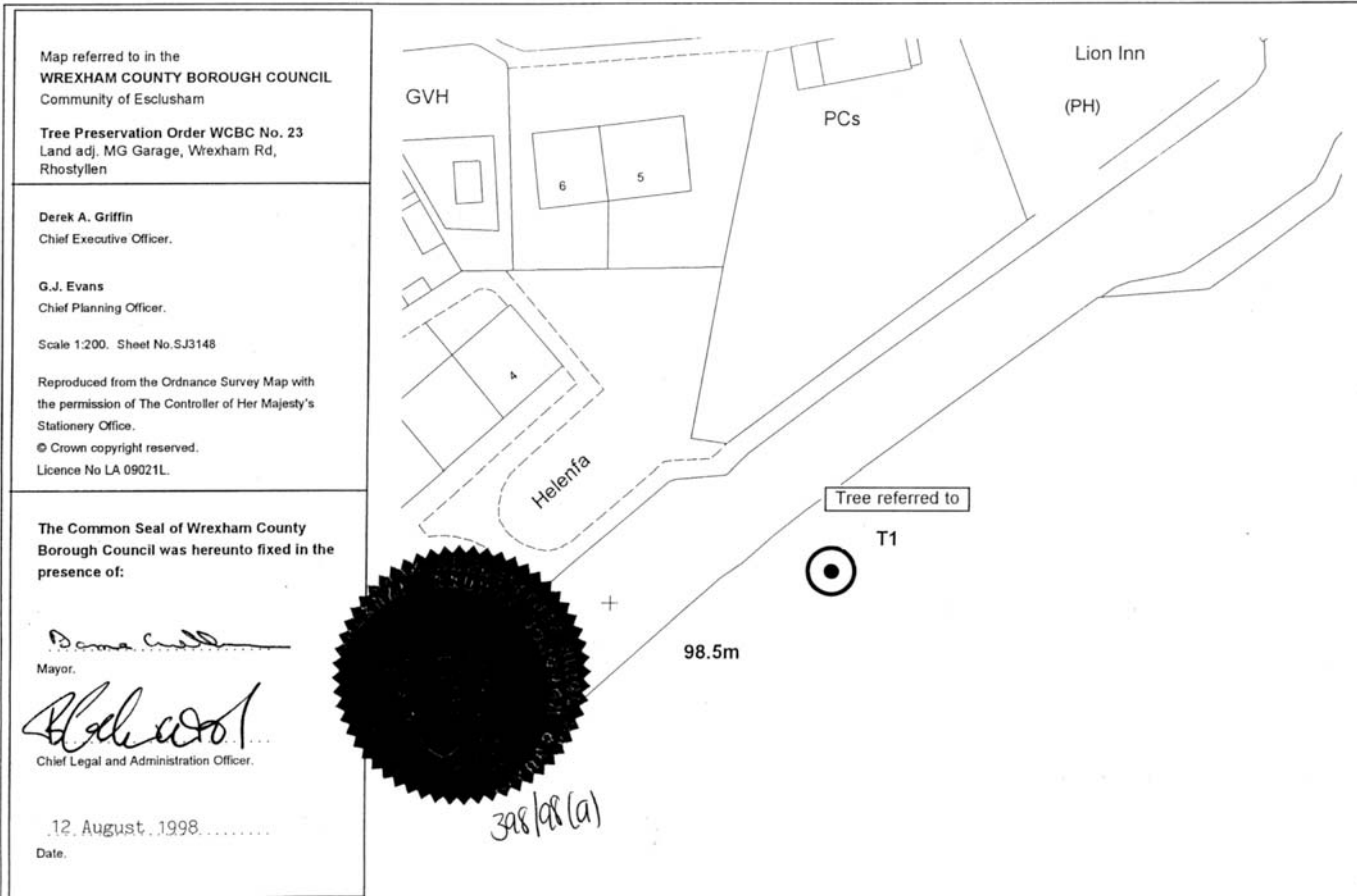 Map referred to in the
WREXHAM COUNTY BOROUGH COUNCIL
Community of Esclusham
Tree Preservation Order WCBC No. 23
Land adj. MG Garage, Wrexham Rd,
Rhostyllen
Derek A. Griffin
Chief Executive Officer.
G.J. Evans
Chief Planning Officer.
Scale 1:200. Sheet No.SJ3148
Reproduced from the Ordnance Survey Map with
the permission of The Controller of Her Majesty's
Stationery Office.
© Crown copyright reserved.
Licence No LA 09021L.
The Common Seal of Wrexham County
Borough Council was hereunto fixed in the
presence of:
Mayor.
Chief Legal and Administration Officer.
12 August 1998
Date.
GVH
6
5
PCs
Lion Inn
(PH)
4
Helenfa
Tree referred to
T1
98.5m
398/98(a)